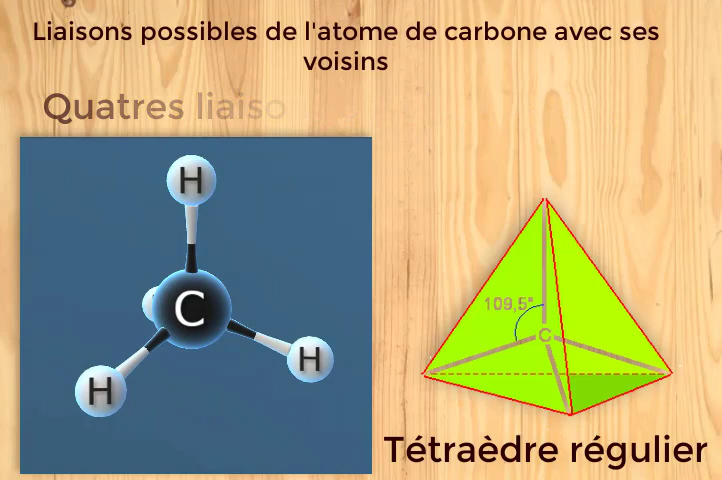 Liaisons possibles de l'atome de carbone avec ses
voisins
Quatres liaiso
H
C
H
H
109,5°
C
Tétraèdre régulier